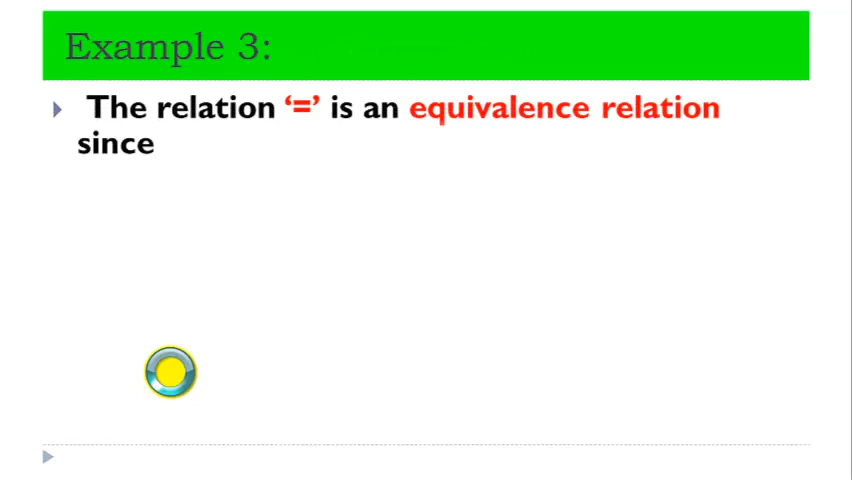 Example 3:
The relation ‘=’ is an equivalence relation
since